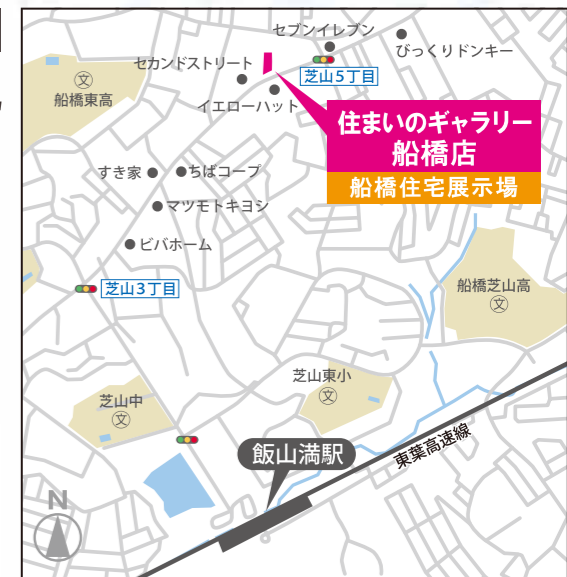 セブンイレブン
びっくりドンキー
セカンドストリート
芝山5丁目
文
船橋東高
イエローハット
住まいのギャラリー
船橋店
船橋住宅展示場
すき家
ちばコープ
マツモトキヨシ
ビバホーム
芝山3丁目
船橋芝山高
文
芝山東小
文
芝山中
文
飯山満駅
東葉高速線
N